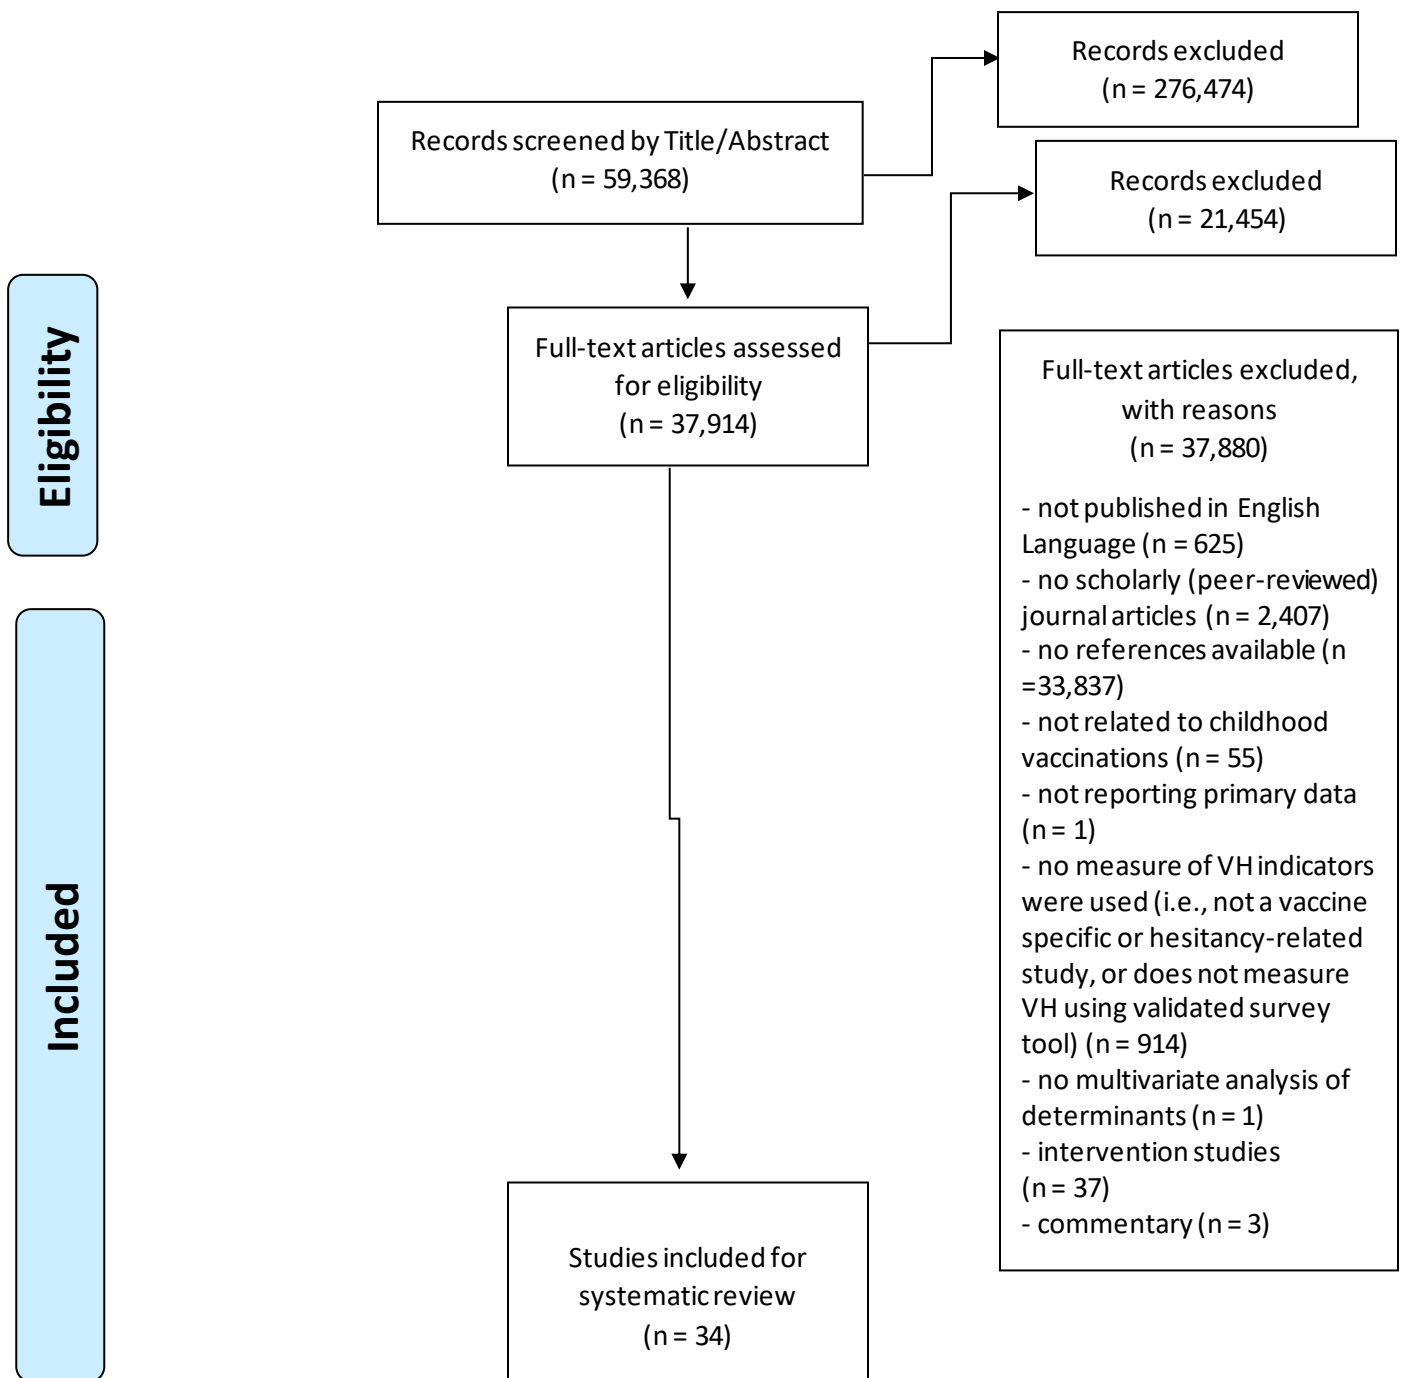 Records excluded
(n = 276,474)
Records screened by Title/Abstract
(n = 59,368)
Records excluded
(n = 21,454)
Eligibility
Full-text articles assessed
for eligibility
(n = 37,914)
Full-text articles excluded,
with reasons
(n = 37,880)
- not published in English
Language (n = 625)
- no scholarly (peer-reviewed)
journal articles (n = 2,407)
- no references available (n
=33,837)
- not related to childhood
vaccinations (n = 55)
- not reporting primary data
(n = 1)
- no measure of VH indicators
were used (i.e., not a vaccine
specific or hesitancy-related
study, or does not measure
VH using validated survey
tool) (n = 914)
- no multivariate analysis of
determinants (n = 1)
- intervention studies
(n = 37)
- commentary (n = 3)
Included
Studies included for
systematic review
(n = 34)